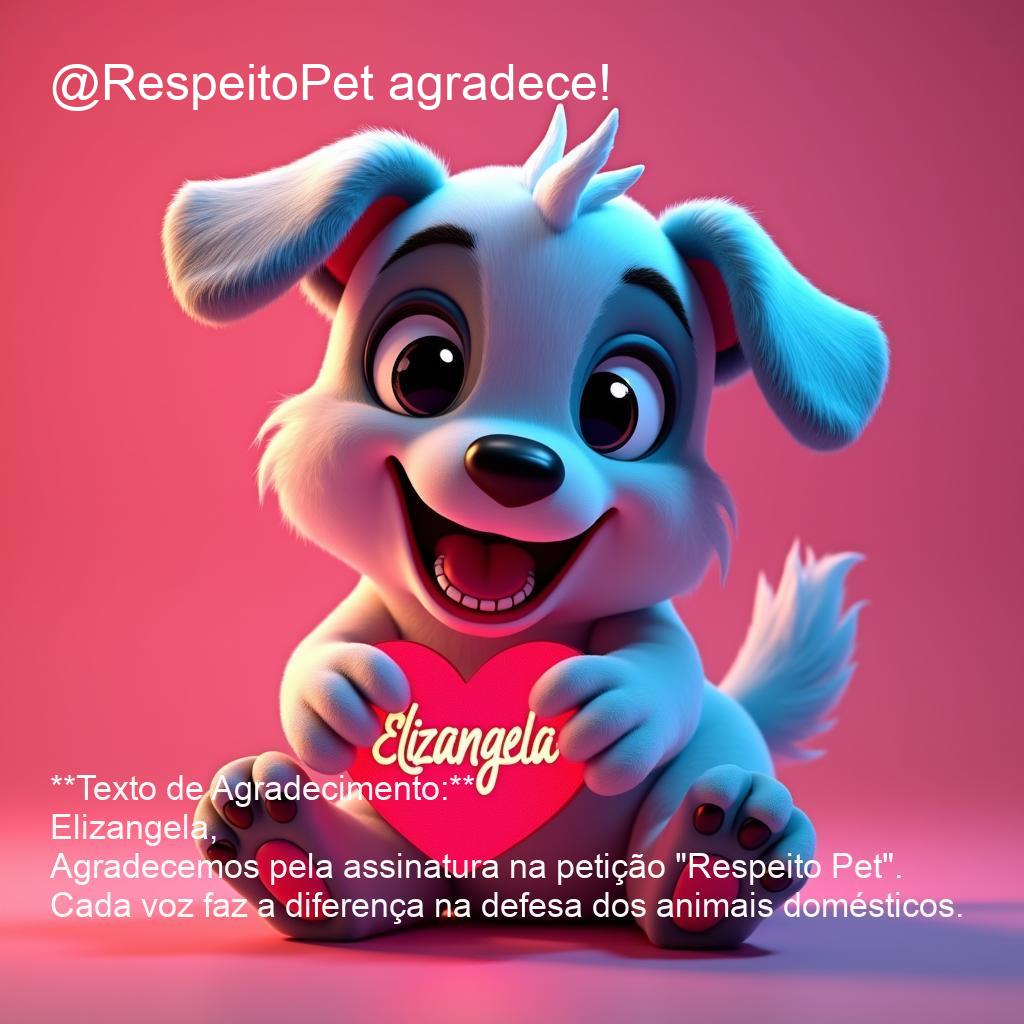 @RespeitoPet agradece!
Elizangela
**Texto de Agradecimento:**
Elizangela,
Agradecemos pela assinatura na petição "Respeito Pet".
Cada voz faz a diferença na defesa dos animais domésticos.